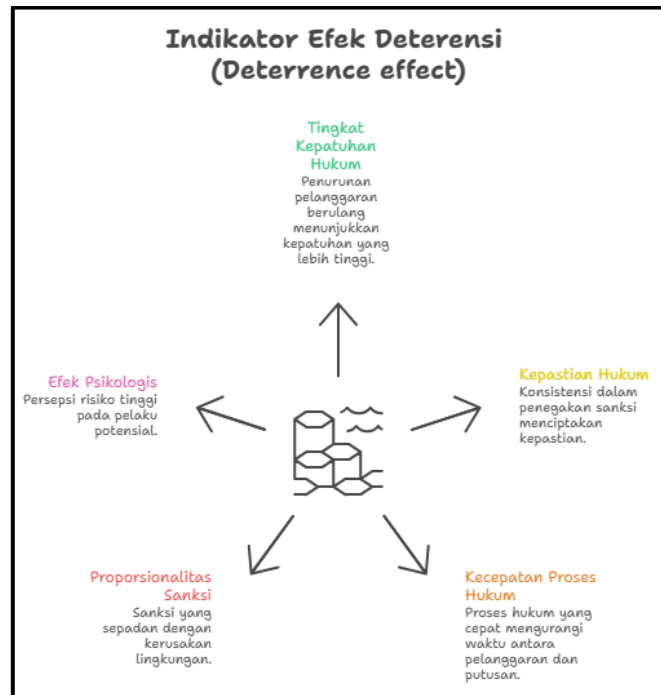 Indikator Efek Deterensi
(Deterrence effect)
Tingkat
Kepatuhan
Hukum
Penurunan
pelanggaran
berulang
menunjukkan
kepatuhan yang
lebih tinggi.
Efek Psikologis
Persepsi risiko tinggi
pada pelaku
potensial.
Kepastian Hukum
Konsistensi dalam
penegakan sanksi
menciptakan
kepastian.
Proporsionalitas
Sanksi
Sanksi yang
sepadan dengan
kerusakan
lingkungan.
Kecepatan Proses
Hukum
Proses hukum yang
cepat mengurangi
waktu antara
pelanggaran dan
putusan.